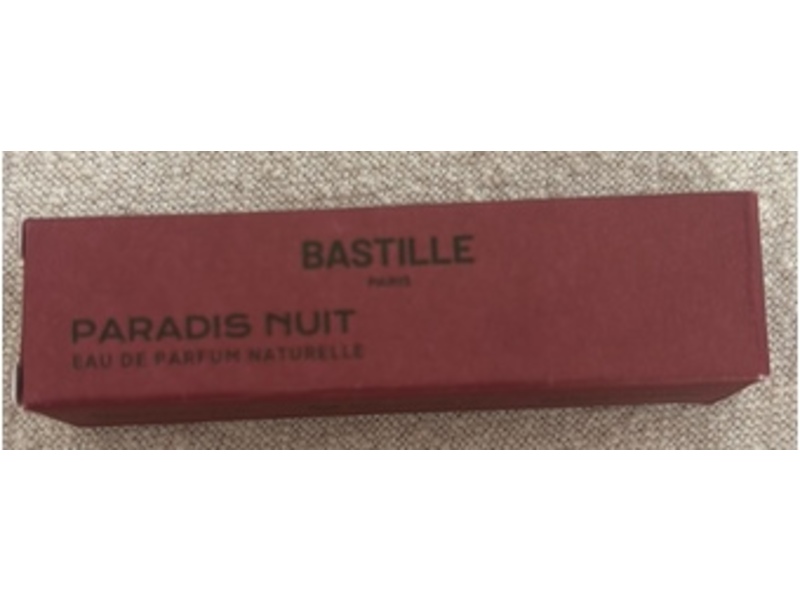 BASTILLE
PARIS
PARADIS NUIT
EAU DE PARFUM NATURELLE